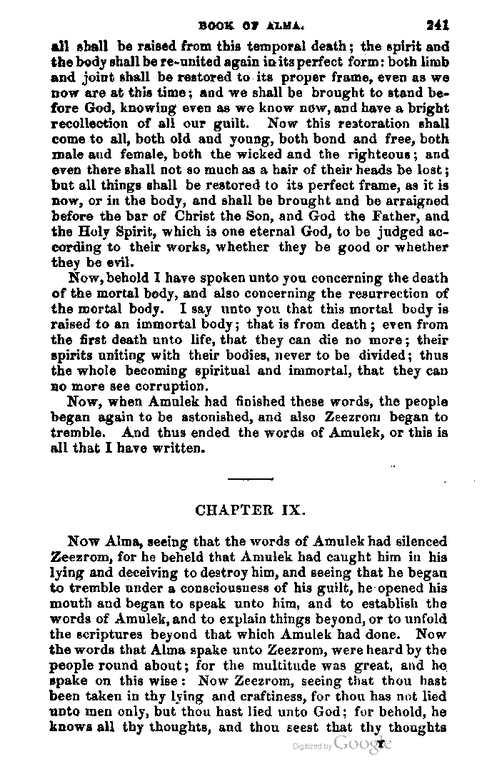 BOOK OF ALMA. 241
all shall be raised from this temporal death; the spirit and
the body shall be re-united again in its perfect form: both limb
and joint shall be restored to its proper frame, even as we
now are at this time; and we shall be brought to stand be-
fore God, knowing even as we know now, and have a bright
recollection of all our guilt. Now this restoration shall
come to all, both old and young, both bond and free, both
male and female, both the wicked and the righteous; and
even there shall not so much as a hair of their heads be lost;
but all things shall be restored to its perfect frame, as it is
now, or in the body, and shall be brought and be arraigned
before the bar of Christ the Son, and God the Father, and
the Holy Spirit, which is one eternal God, to be judged ac-
cording to their works, whether they be good or whether
they be evil.
Now, behold I have spoken unto you concerning the death
of the mortal body, and also concerning the resurrection of
the mortal body. I say unto you that this mortal body is
raised to an immortal body; that is from death; even from
the first death unto life, that they can die no more; their
spirits uniting with their bodies, never to be divided; thus
the whole becoming spiritual and immortal, that they can
no more see corruption.
Now, when Amulek had finished these words, the people
began again to be astonished, and also Zeezrom began to
tremble. And thus ended the words of Amulek, or this is
all that I have written.
CHAPTER IX.
Now Alma, seeing that the words of Amulek had silenced
Zeezrom, for he beheld that Amulek had caught him in his
lying and deceiving to destroy him, and seeing that he began
to tremble under a consciousness of his guilt, he opened his
mouth and began to speak unto him, and to establish the
words of Amulek, and to explain things beyond, or to unfold
the scriptures beyond that which Amulek had done. Now
the words that Alma spake unto Zeezrom, were heard by the
people round about; for the multitude was great, and he
spake on this wise: Now Zeezrom, seeing that thou hast
been taken in thy lying and craftiness, for thou has not lied
unto men only, but thou hast lied unto God; for behold, he
knows all thy thoughts, and thou seest that thy thoughts
T
Digitized by Google